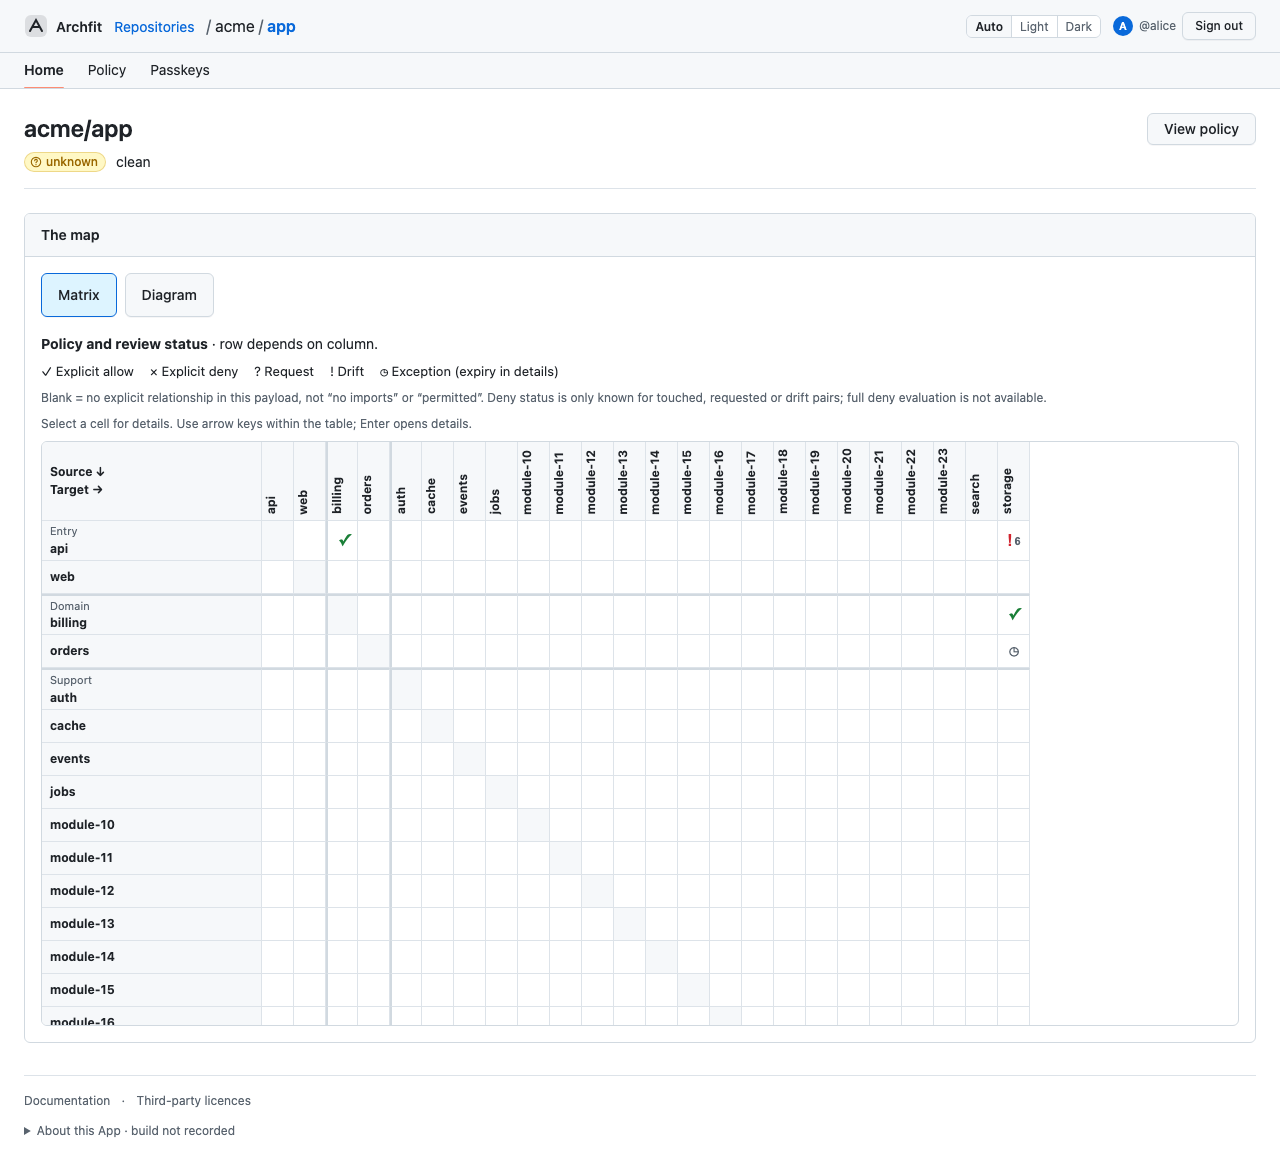 Archfit Repositories / acme / app Auto Light Dark A @alice Sign out
Home Policy Passkeys
acme/app View policy
unknown clean
The map
Matrix Diagram
Policy and review status · row depends on column.
✓ Explicit allow × Explicit deny ? Request ! Drift ◷ Exception (expiry in details)
Blank = no explicit relationship in this payload, not “no imports” or “permitted”. Deny status is only known for touched, requested or drift pairs; full deny evaluation is not available.
Select a cell for details. Use arrow keys within the table; Enter opens details.
Source ↓
Target →
api
web
billing
orders
auth
cache
events
jobs
module-10
module-11
module-12
module-13
module-14
module-15
module-16
module-17
module-18
module-19
module-20
module-21
module-22
module-23
search
storage
Entry
api ✓ ! 6
web
Domain
billing ✓
orders ◷
Support
auth
cache
events
jobs
module-10
module-11
module-12
module-13
module-14
module-15
module-16
Documentation · Third-party licences
▶ About this App · build not recorded